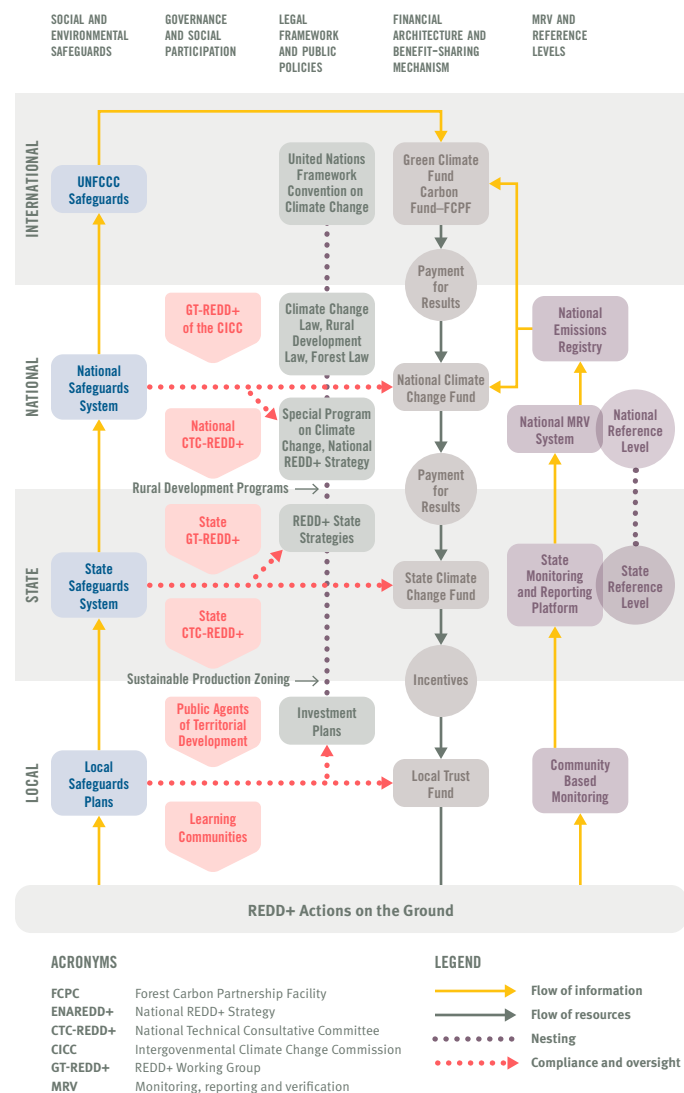 SOCIAL AND
ENVIRONMENTAL
SAFEGUARDS
GOVERNANCE
AND SOCIAL
PARTICIPATION
LEGAL
FRAMEWORK
AND PUBLIC
POLICIES
FINANCIAL
ARCHITECTURE AND
BENEFIT-SHARING
MECHANISM
MRV AND
REFERENCE
LEVELS
INTERNATIONAL
UNFCCC
Safeguards
United Nations
Framework
Convention on
Climate Change
Green Climate
Fund
Carbon
Fund–FCPF
Payment
for
Results
NATIONAL
GT-REDD+
of the CICC
Climate Change
Law, Rural
Development
Law, Forest Law
National
Emissions
Registry
National
Safeguards
System
National Climate
Change Fund
National
CTC-REDD+
Special Program
on Climate
Change, National
REDD+ Strategy
National MRV
System
National
Reference
Level
Rural Development Programs
Payment
for
Results
STATE
State
GT-REDD+
REDD+ State
Strategies
State
Safeguards
System
State Climate
Change Fund
State
Monitoring
and Reporting
Platform
State
Reference
Level
State
CTC-REDD+
Sustainable Production Zoning
Incentives
LOCAL
Public Agents
of Territorial
Development
Investment
Plans
Local
Safeguards
Plans
Local Trust
Fund
Community
Based
Monitoring
Learning
Communities
REDD+ Actions on the Ground
ACRONYMS
FCPC Forest Carbon Partnership Facility
ENAREDD+ National REDD+ Strategy
CTC-REDD+ National Technical Consultative Committee
CICC Intergovenmental Climate Change Commission
GT-REDD+ REDD+ Working Group
MRV Monitoring, reporting and verification
LEGEND
Flow of information
Flow of resources
Nesting
Compliance and oversight